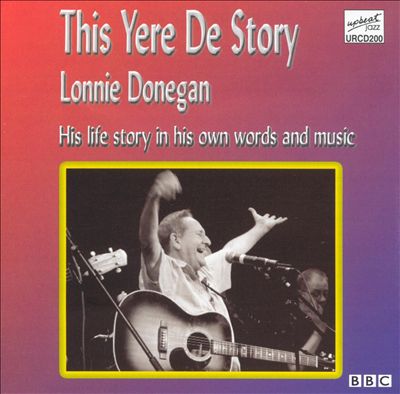 This Yere De Story
upbeat
jazz
URCD200
Lonnie Donegan
His life story in his own words and music
BBC